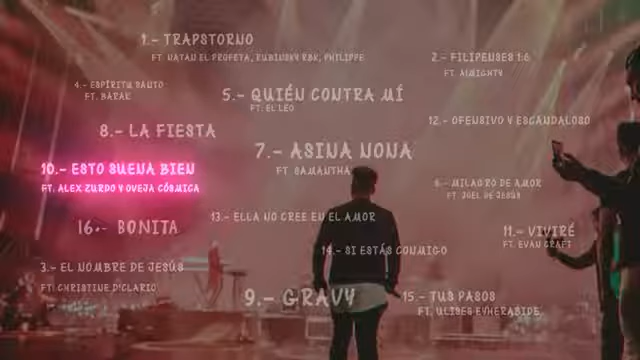 1.- TRAPSTORNO
FT. NATAN EL PROFETA, RUBINSKY RBK, PHILIPPE
2.- FILIPENSES 1:6
FT. ALMIGHTY
4.- ESPÍRITU SANTO
FT. BARAK
5.- QUIÉN CONTRA MÍ
FT. EL LEO
12.- OFENSIVO Y ESCANDALOSO
8.- LA FIESTA
7.- ASINA NONA
FT. SAMANTHA
10.- ESTO SUENA BIEN
FT. ALEX ZURDO Y OVEJA CÓSMICA
6.- MILAGRO DE AMOR
FT. JOEL DE JESÚS
13.- ELLA NO CREE EN EL AMOR
16.- BONITA
11.- VIVIRÉ
FT. EVAN CRAFT
14.- SI ESTÁS CONMIGO
3.- EL NOMBRE DE JESÚS
FT. CHRISTINE D'CLARIO
9.- GRAVY
15.- TUS PASOS
FT. ULISES EYHERABIDE